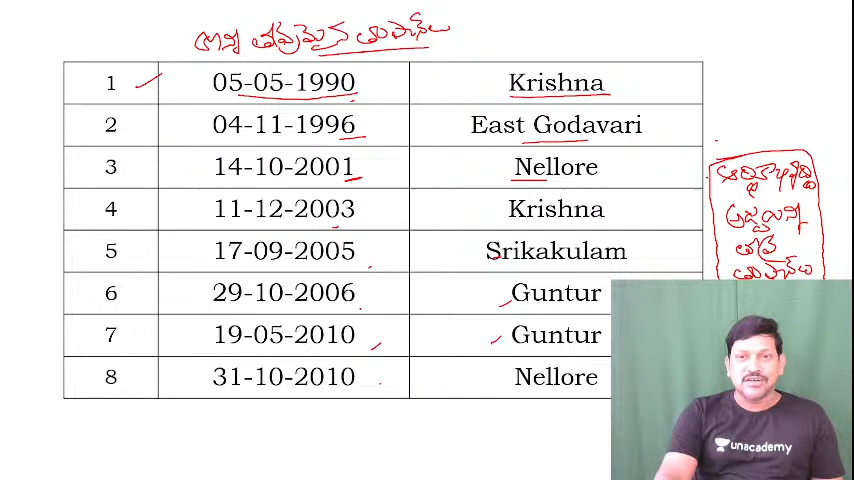 కొన్ని తీవ్రమైన తుపాన్‌లు
1 05-05-1990 Krishna
2 04-11-1996 East Godavari
3 14-10-2001 Nellore
4 11-12-2003 Krishna
5 17-09-2005 Srikakulam
6 29-10-2006 Guntur
7 19-05-2010 Guntur
8 31-10-2010 Nellore
తీవ్ర
తుపాన్‌లు
unacademy